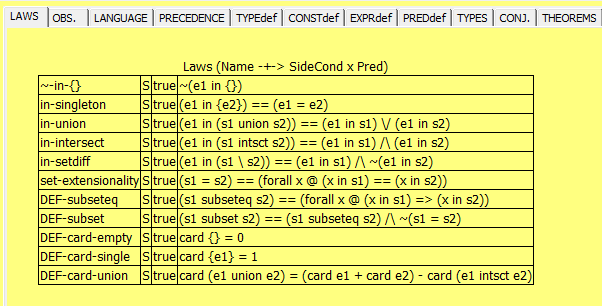 LAWS OBS. LANGUAGE PRECEDENCE TYPEdef CONSTdef EXPRdef PREDdef TYPES CONJ. THEOREMS
Laws (Name -+-> SideCond x Pred)
~-in-{} S true ~(e1 in {})
in-singleton S true (e1 in {e2}) == (e1 = e2)
in-union S true (e1 in (s1 union s2)) == (e1 in s1) \/ (e1 in s2)
in-intersect S true (e1 in (s1 intsct s2)) == (e1 in s1) /\ (e1 in s2)
in-setdiff S true (e1 in (s1 \ s2)) == (e1 in s1) /\ ~(e1 in s2)
set-extensionality S true (s1 = s2) == (forall x @ (x in s1) == (x in s2))
DEF-subseteq S true (s1 subseteq s2) == (forall x @ (x in s1) => (x in s2))
DEF-subset S true (s1 subset s2) == (s1 subseteq s2) /\ ~(s1 = s2)
DEF-card-empty S true card {} = 0
DEF-card-single S true card {e1} = 1
DEF-card-union S true card (e1 union e2) = (card e1 + card e2) - card (e1 intsct e2)